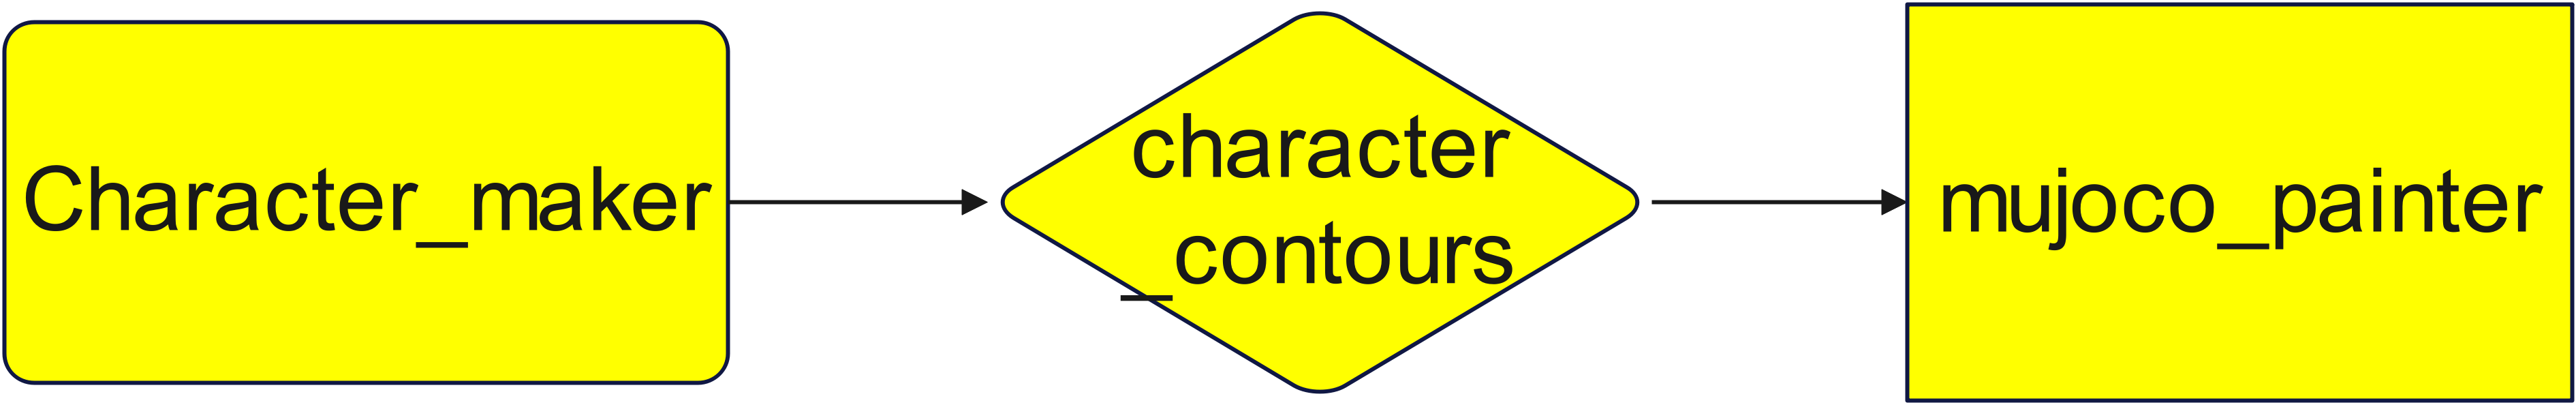 Character_maker
character
_contours
mujoco_painter